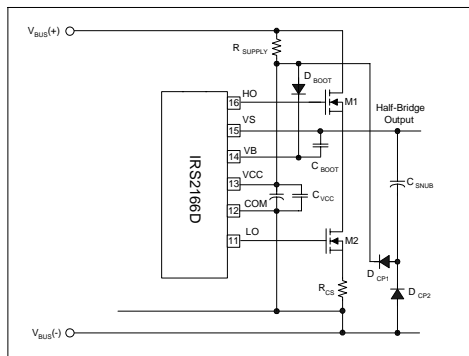 VBUS(+)
RSUPPLY
DBOOT
HO
16
M1
Half-Bridge
Output
VS
15
VB
14
CBOOT
IRS2166D
VCC
13
CVCC
CSNUB
COM
12
LO
11
M2
DCP1
RCS
DCP2
VBUS(-)